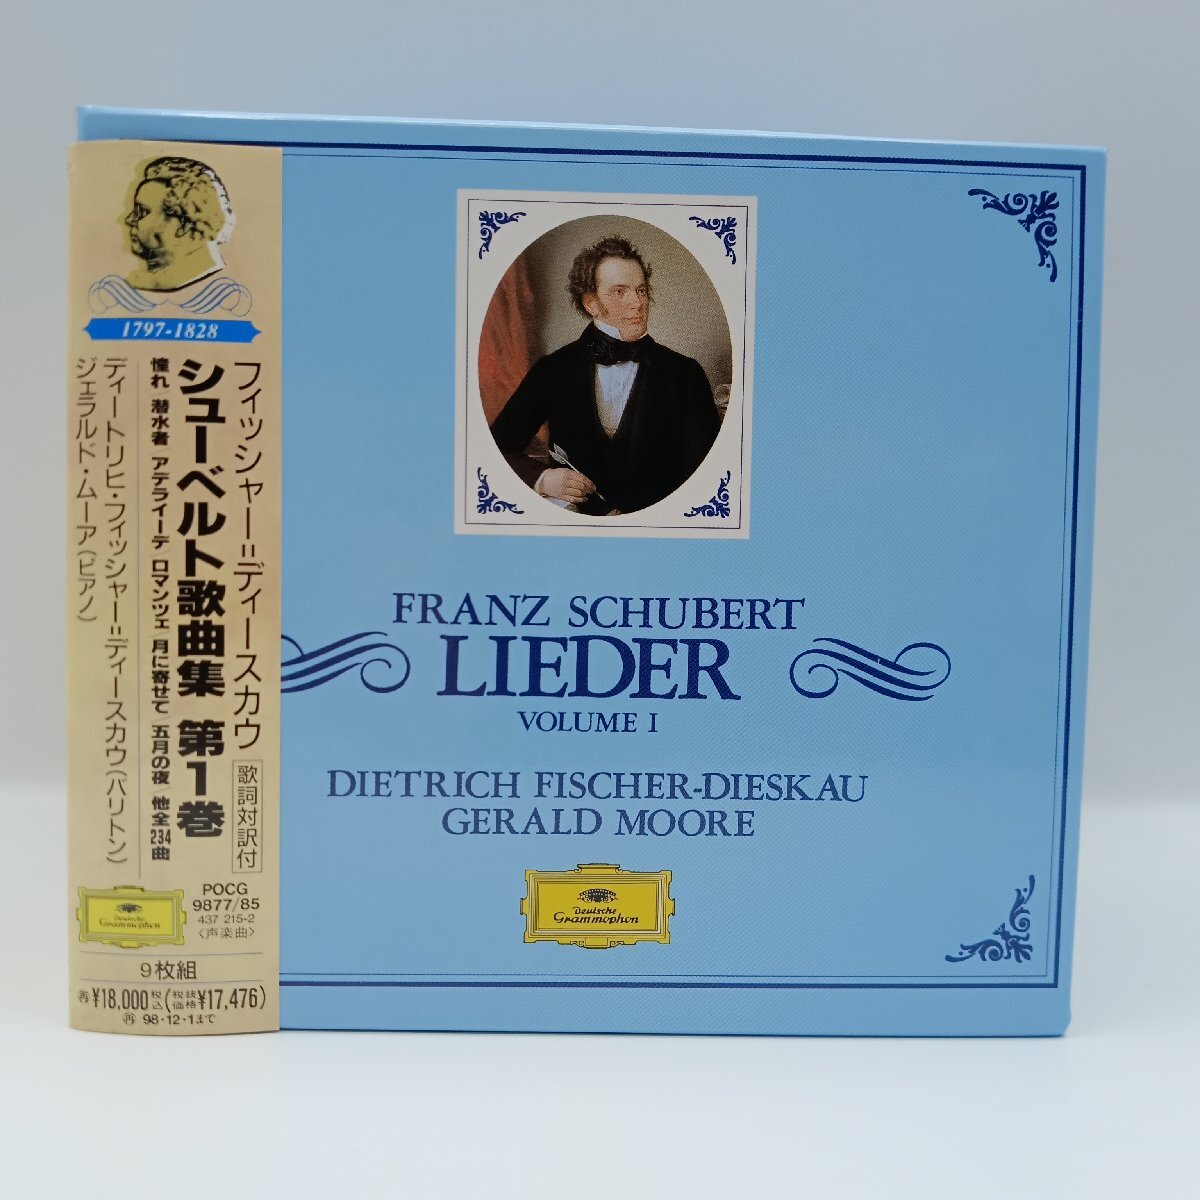 1797-1828
フィッシャー=ディースカウ
シューベルト歌曲集 第1巻
歌詞対訳付
憧れ/潜水者/アデライーデ/ロマンツェ/月に寄せて/五月の夜/他全234曲
ディートリヒ・フィッシャー=ディースカウ(バリトン)
ジェラルド・ムーア(ピアノ)
Deutsche
Grammophon
POCG
9877/85
437 215-2
〈声楽曲〉
9枚組
再¥18,000税込(税抜価格¥17,476)
再 98・12・1まで
FRANZ SCHUBERT
LIEDER
VOLUME I
DIETRICH FISCHER-DIESKAU
GERALD MOORE
Deutsche
Grammophon